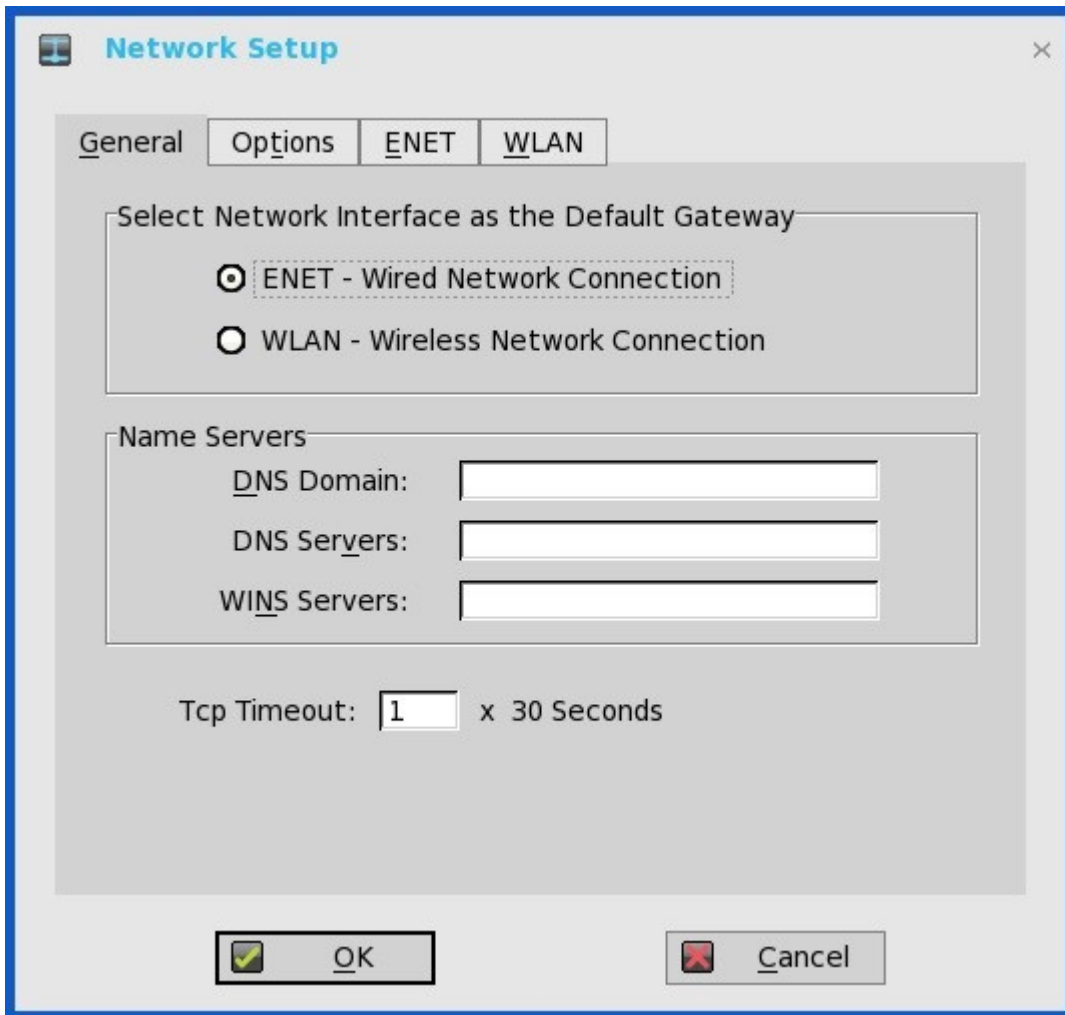 Network Setup
General Options ENET WLAN
Select Network Interface as the Default Gateway
ENET - Wired Network Connection
WLAN - Wireless Network Connection
Name Servers
DNS Domain:
DNS Servers:
WINS Servers:
Tcp Timeout: 1 x 30 Seconds
OK Cancel